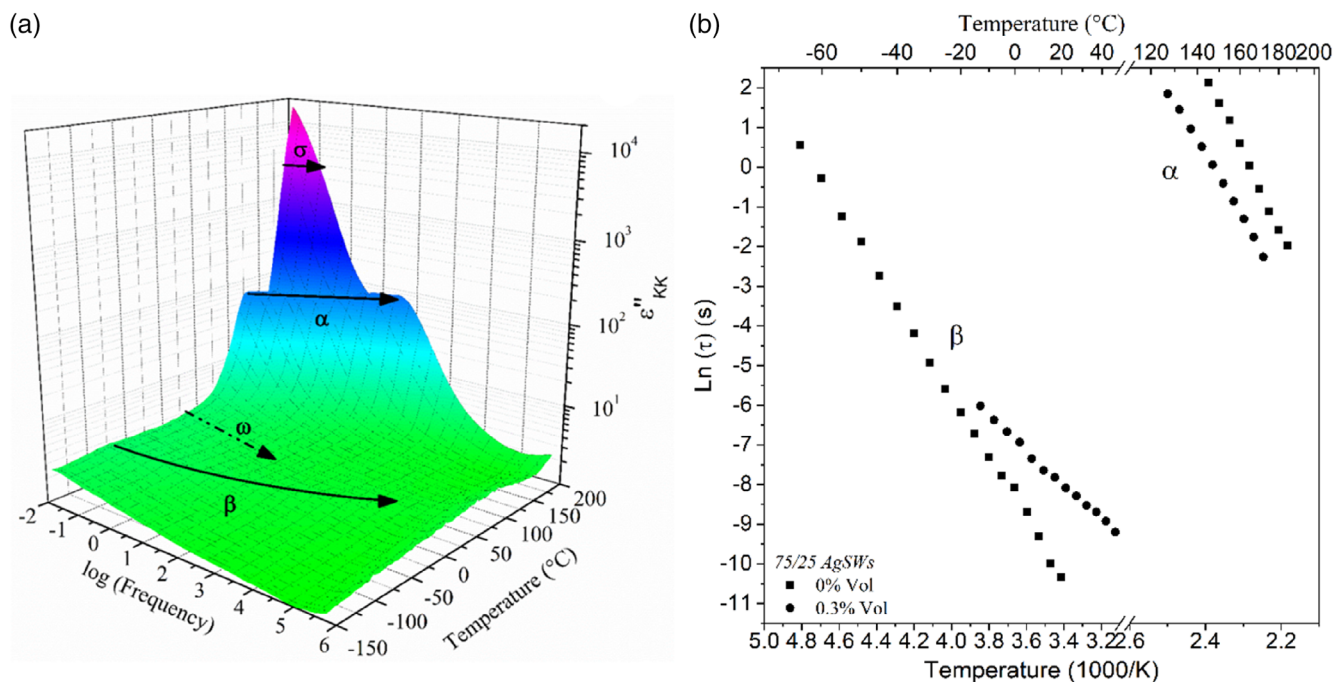 (a)
σ
α
ω
β
10⁴
10³
10²
10¹
ε''KK
-2
-1
0
1
2
3
4
5
6
log (Frequency)
-150
-100
-50
0
50
100
150
200
Temperature (°C)
(b)
Temperature (°C)
-60 -40 -20 0 20 40 120 140 160 180 200
2
1
0
-1
-2
-3
-4
-5
-6
-7
-8
-9
-10
-11
Ln (τ) (s)
α
β
75/25 AgSWs
0% Vol
0.3% Vol
5.0 4.8 4.6 4.4 4.2 4.0 3.8 3.6 3.4 3.2 2.6 2.4 2.2
Temperature (1000/K)